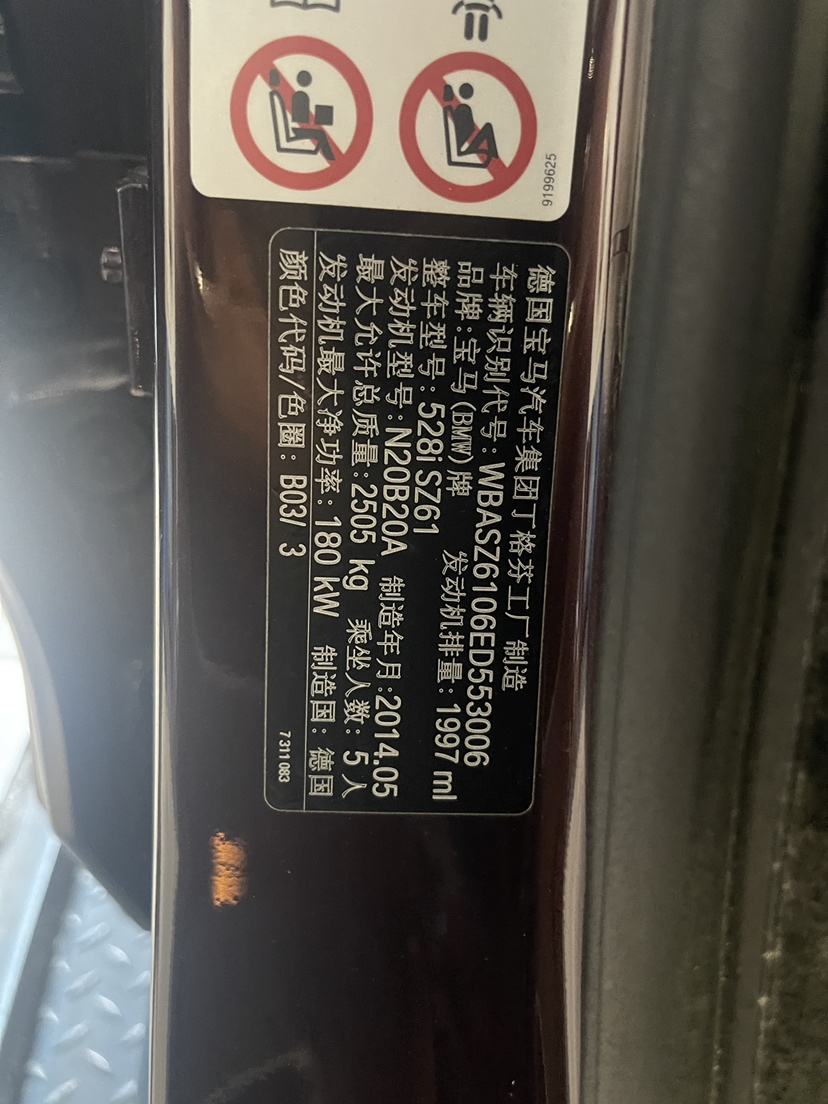 9199625
德国宝马汽车集团丁格芬工厂制造
车辆识别代号:WBASZ6106ED553006
品牌:宝马(BMW)牌 发动机排量:1997 ml
整车型号:528i SZ61
发动机型号:N20B20A 制造年月:2014.05
最大允许总质量:2505 kg 乘坐人数:5人
发动机最大净功率:180 kW 制造国:德国
颜色代码/色圈: B03/ 3
7 311 083